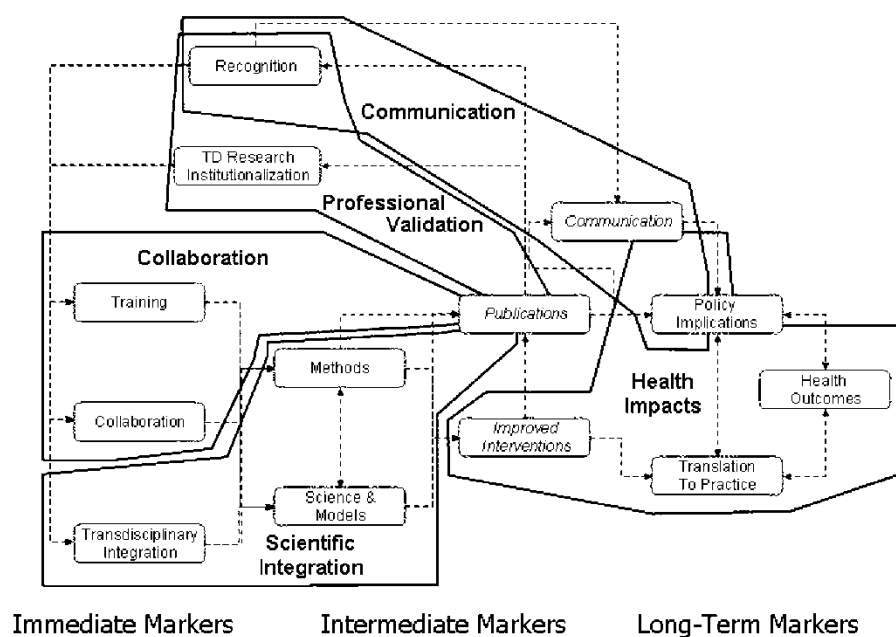 Recognition
Communication
TD Research
Institutionalization
Professional
Validation
Communication
Collaboration
Training
Publications
Policy
Implications
Methods
Health
Impacts
Health
Outcomes
Collaboration
Improved
Interventions
Translation
To Practice
Science &
Models
Transdisciplinary
Integration
Scientific
Integration
Immediate Markers
Intermediate Markers
Long-Term Markers